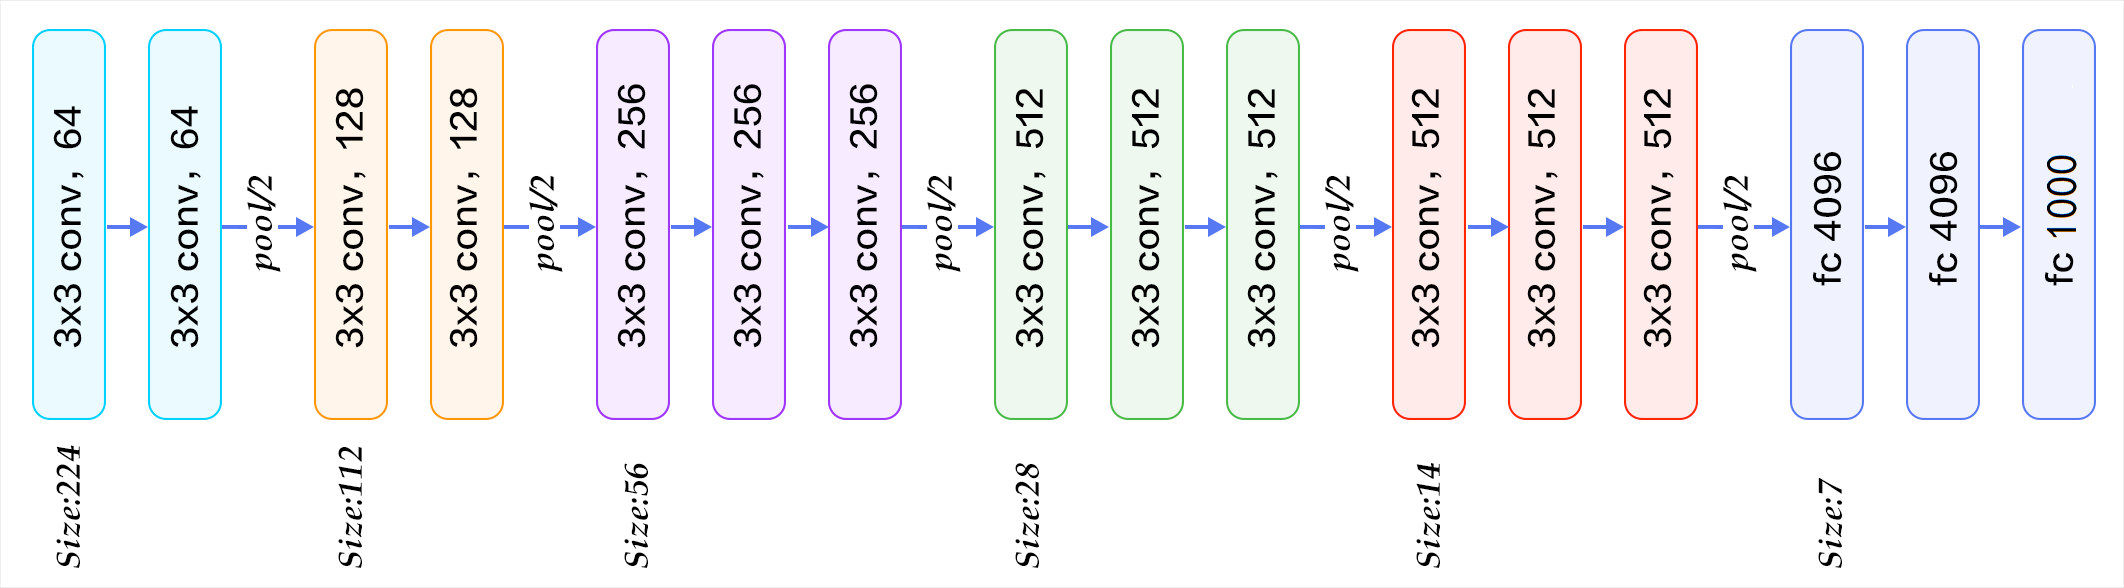 3x3 conv, 64
3x3 conv, 64
pool/2
3x3 conv, 128
3x3 conv, 128
pool/2
3x3 conv, 256
3x3 conv, 256
3x3 conv, 256
pool/2
3x3 conv, 512
3x3 conv, 512
3x3 conv, 512
pool/2
3x3 conv, 512
3x3 conv, 512
3x3 conv, 512
pool/2
fc 4096
fc 4096
fc 1000
Size:224
Size:112
Size:56
Size:28
Size:14
Size:7